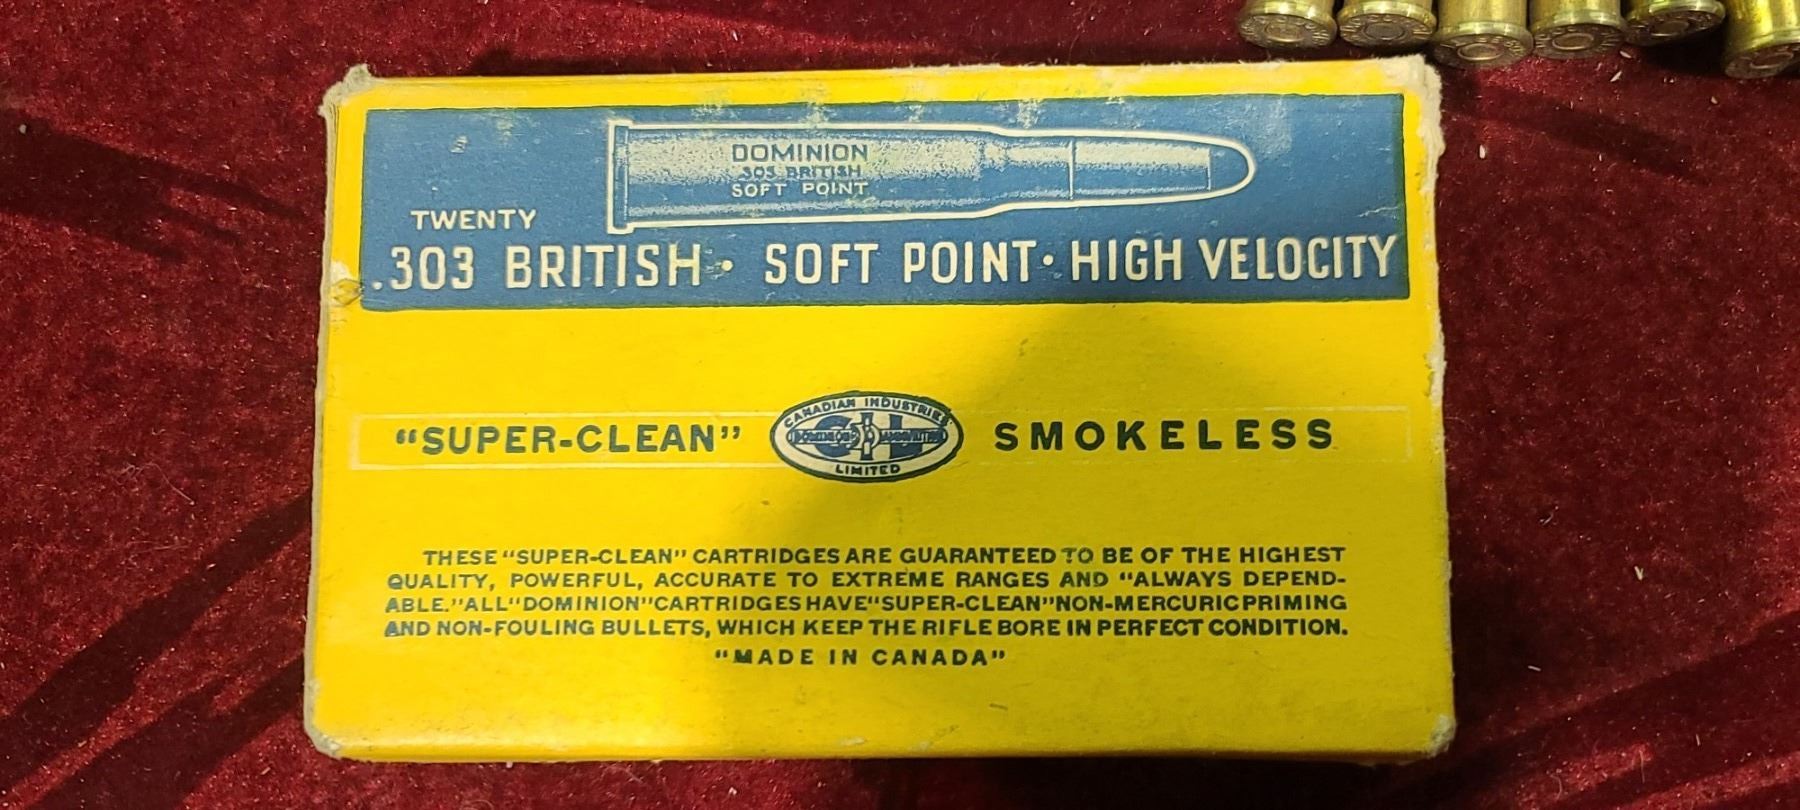 DOMINION
303 BRITISH
SOFT POINT
TWENTY
.303 BRITISH · SOFT POINT · HIGH VELOCITY
"SUPER-CLEAN"
CANADIAN INDUSTRIES
DOMINION AMMUNITION
LIMITED
SMOKELESS
THESE "SUPER-CLEAN" CARTRIDGES ARE GUARANTEED TO BE OF THE HIGHEST
QUALITY, POWERFUL, ACCURATE TO EXTREME RANGES AND "ALWAYS DEPEND-
ABLE." ALL "DOMINION" CARTRIDGES HAVE "SUPER-CLEAN" NON-MERCURIC PRIMING
AND NON-FOULING BULLETS, WHICH KEEP THE RIFLE BORE IN PERFECT CONDITION.
"MADE IN CANADA"